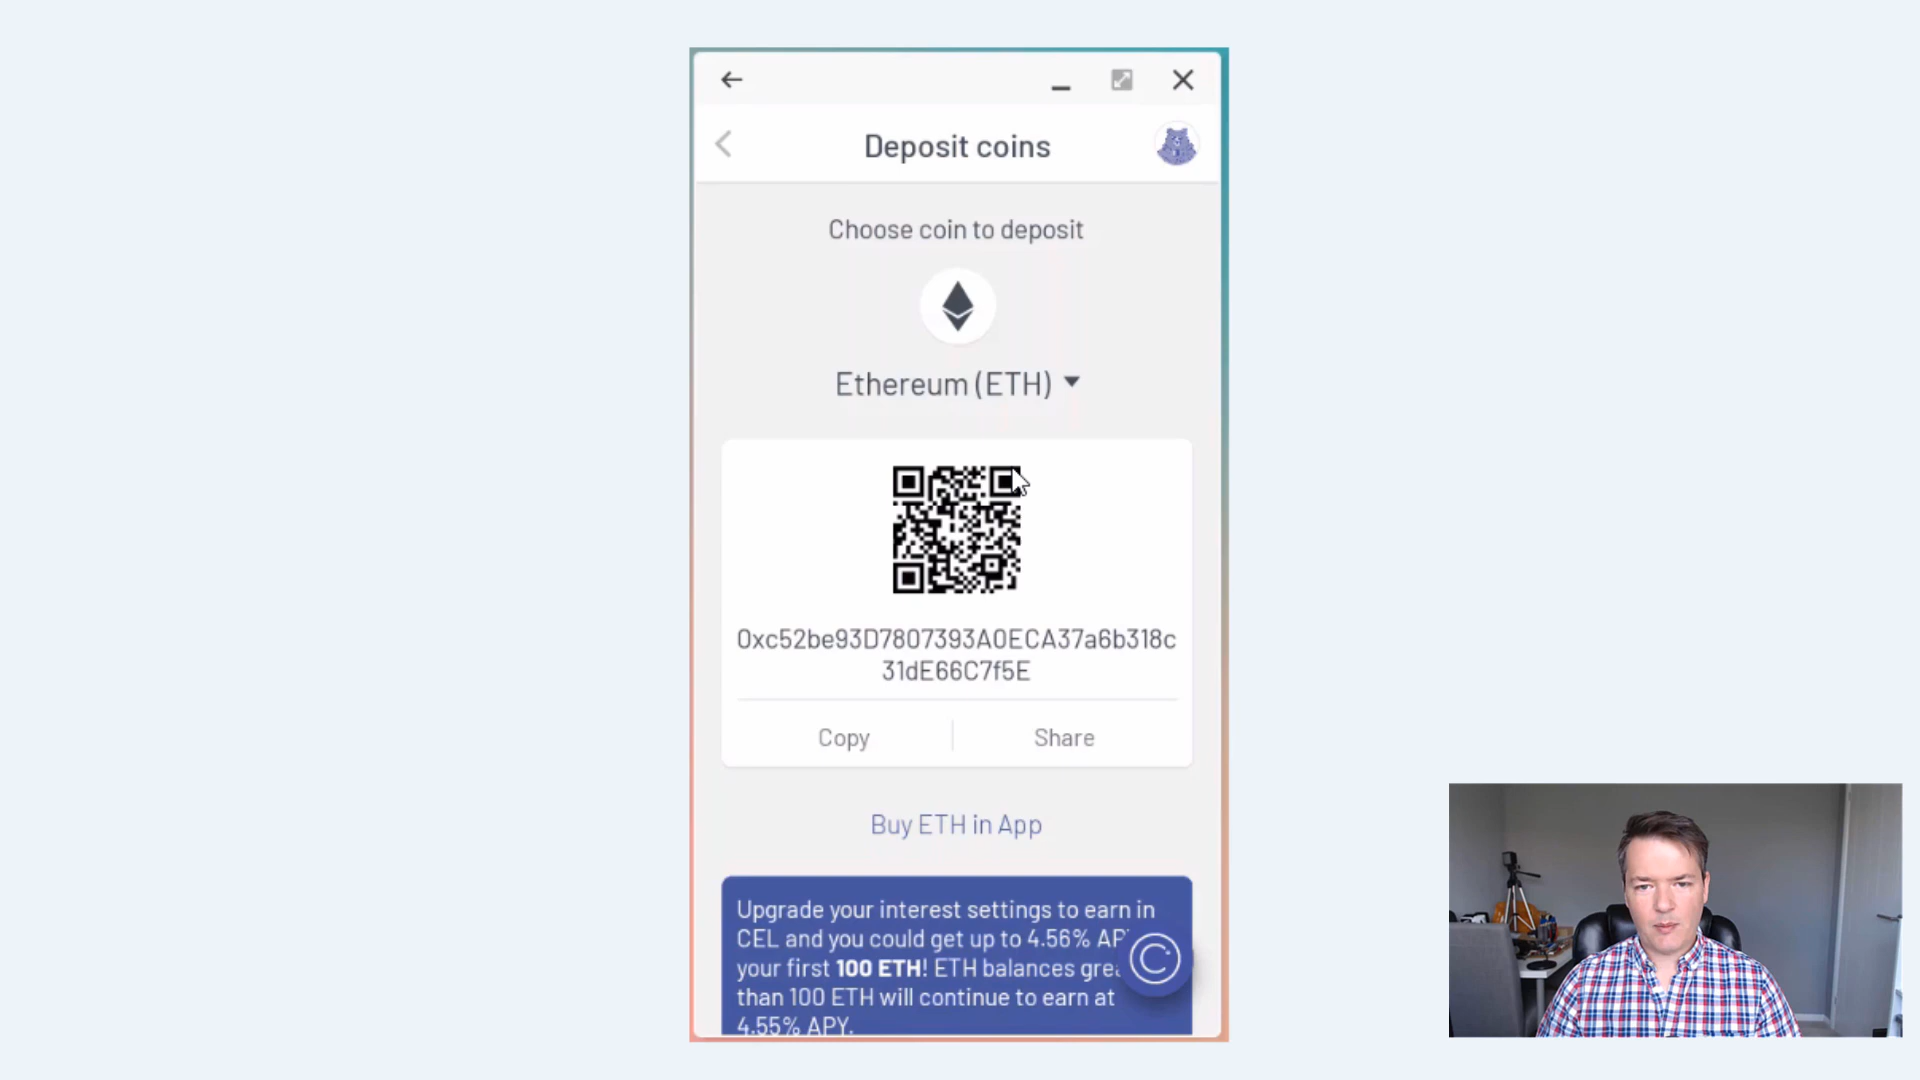 Deposit coins
Choose coin to deposit
Ethereum (ETH)
0xc52be93D7807393A0ECA37a6b318c
31dE66C7f5E
Copy
Share
Buy ETH in App
Upgrade your interest settings to earn in
CEL and you could get up to 4.56%
your first 100 ETH! ETH balances
than 100 ETH will continue to earn at
4.55% APY.